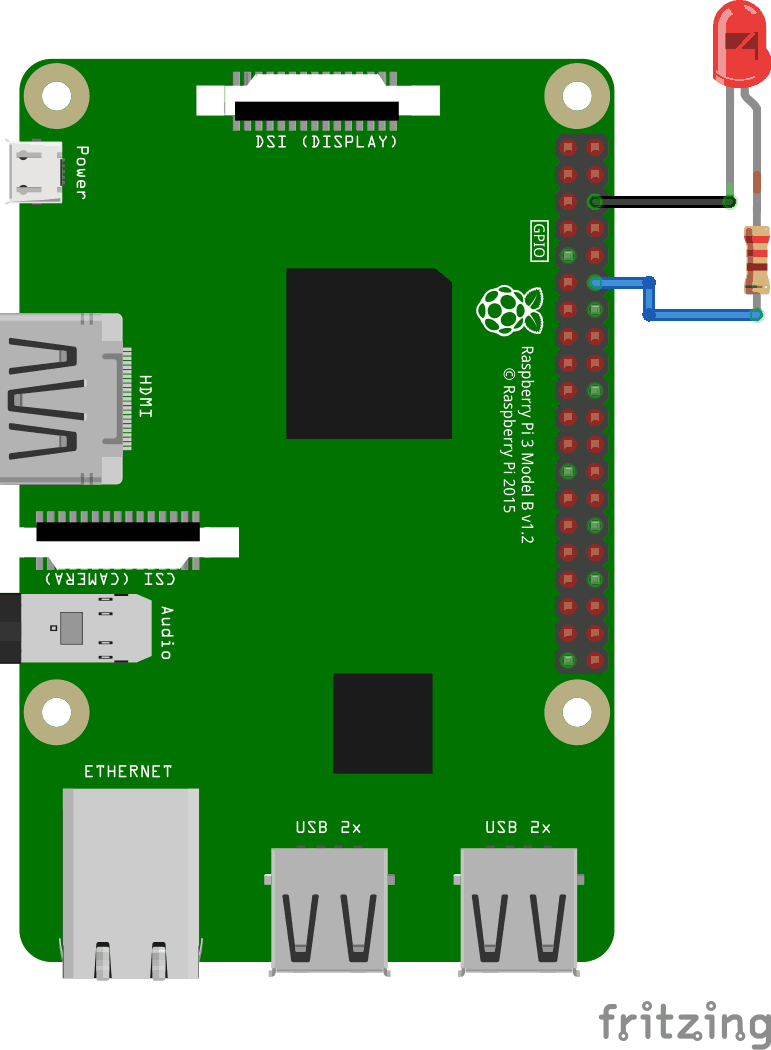 DSI (DISPLAY)
Power
GPIO
HDMI
Raspberry Pi 3 Model B v1.2
© Raspberry Pi 2015
CSI (CAMERA)
Audio
ETHERNET
USB 2x
USB 2x
fritzing